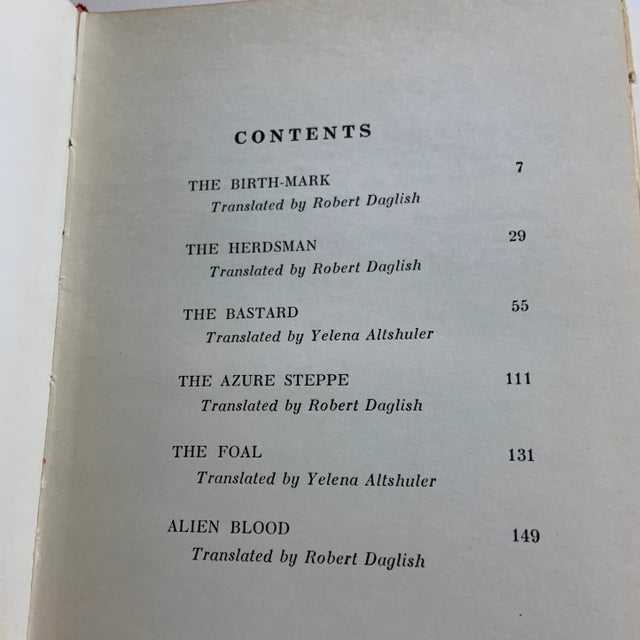 CONTENTS
THE BIRTH-MARK 7
Translated by Robert Daglish
THE HERDSMAN 29
Translated by Robert Daglish
THE BASTARD 55
Translated by Yelena Altshuler
THE AZURE STEPPE 111
Translated by Robert Daglish
THE FOAL 131
Translated by Yelena Altshuler
ALIEN BLOOD 149
Translated by Robert Daglish